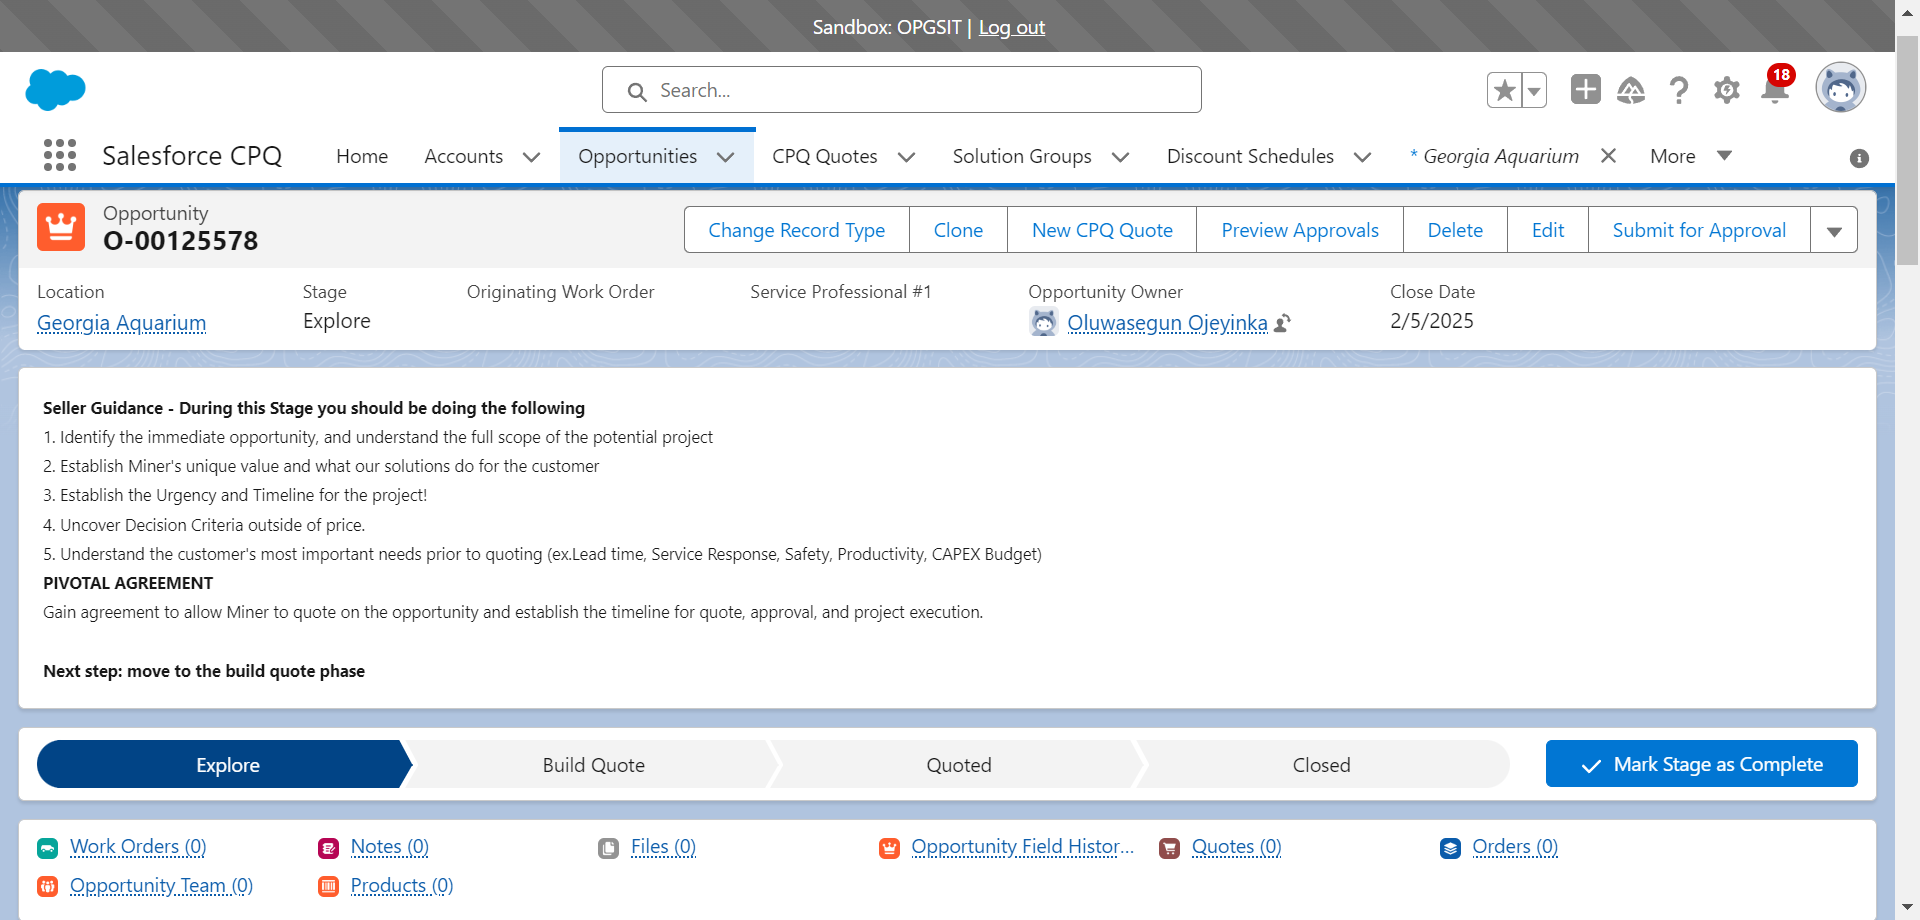 Sandbox: OPGSIT | Log out
Search...
18
Salesforce CPQ Home Accounts Opportunities CPQ Quotes Solution Groups Discount Schedules * Georgia Aquarium More
Opportunity
O-00125578
Change Record Type Clone New CPQ Quote Preview Approvals Delete Edit Submit for Approval
Location Stage Originating Work Order Service Professional #1 Opportunity Owner Close Date
Georgia Aquarium Explore Oluwasegun Ojeyinka 2/5/2025
Seller Guidance - During this Stage you should be doing the following
1. Identify the immediate opportunity, and understand the full scope of the potential project
2. Establish Miner's unique value and what our solutions do for the customer
3. Establish the Urgency and Timeline for the project!
4. Uncover Decision Criteria outside of price.
5. Understand the customer's most important needs prior to quoting (ex.Lead time, Service Response, Safety, Productivity, CAPEX Budget)
PIVOTAL AGREEMENT
Gain agreement to allow Miner to quote on the opportunity and establish the timeline for quote, approval, and project execution.
Next step: move to the build quote phase
Explore Build Quote Quoted Closed Mark Stage as Complete
Work Orders (0) Notes (0) Files (0) Opportunity Field Histor... Quotes (0) Orders (0)
Opportunity Team (0) Products (0)